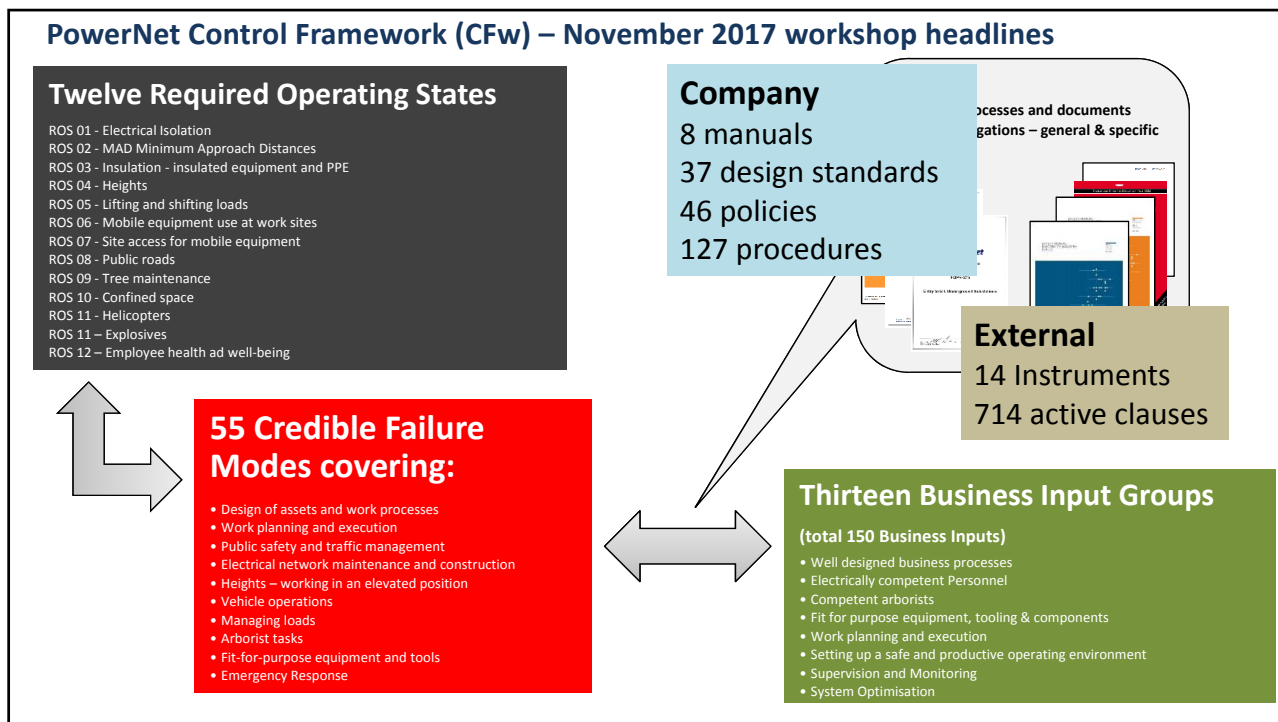 PowerNet Control Framework (CFw) – November 2017 workshop headlines
Twelve Required Operating States
ROS 01 - Electrical Isolation
ROS 02 - MAD Minimum Approach Distances
ROS 03 - Insulation - insulated equipment and PPE
ROS 04 - Heights
ROS 05 - Lifting and shifting loads
ROS 06 - Mobile equipment use at work sites
ROS 07 - Site access for mobile equipment
ROS 08 - Public roads
ROS 09 - Tree maintenance
ROS 10 - Confined space
ROS 11 - Helicopters
ROS 11 – Explosives
ROS 12 – Employee health ad well-being
Company
8 manuals
37 design standards
46 policies
127 procedures
ocesses and documents
gations – general & specific
External
14 Instruments
714 active clauses
55 Credible Failure
Modes covering:
• Design of assets and work processes
• Work planning and execution
• Public safety and traffic management
• Electrical network maintenance and construction
• Heights – working in an elevated position
• Vehicle operations
• Managing loads
• Arborist tasks
• Fit-for-purpose equipment and tools
• Emergency Response
Thirteen Business Input Groups
(total 150 Business Inputs)
• Well designed business processes
• Electrically competent Personnel
• Competent arborists
• Fit for purpose equipment, tooling & components
• Work planning and execution
• Setting up a safe and productive operating environment
• Supervision and Monitoring
• System Optimisation